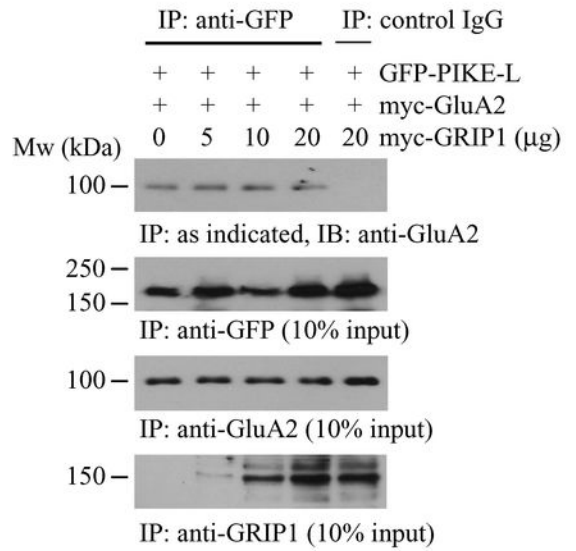 IP: anti-GFP IP: control IgG
+ + + + + GFP-PIKE-L
+ + + + + myc-GluA2
Mw (kDa) 0 5 10 20 20 myc-GRIP1 (μg)
100
IP: as indicated, IB: anti-GluA2
250
150
IP: anti-GFP (10% input)
100
IP: anti-GluA2 (10% input)
150
IP: anti-GRIP1 (10% input)